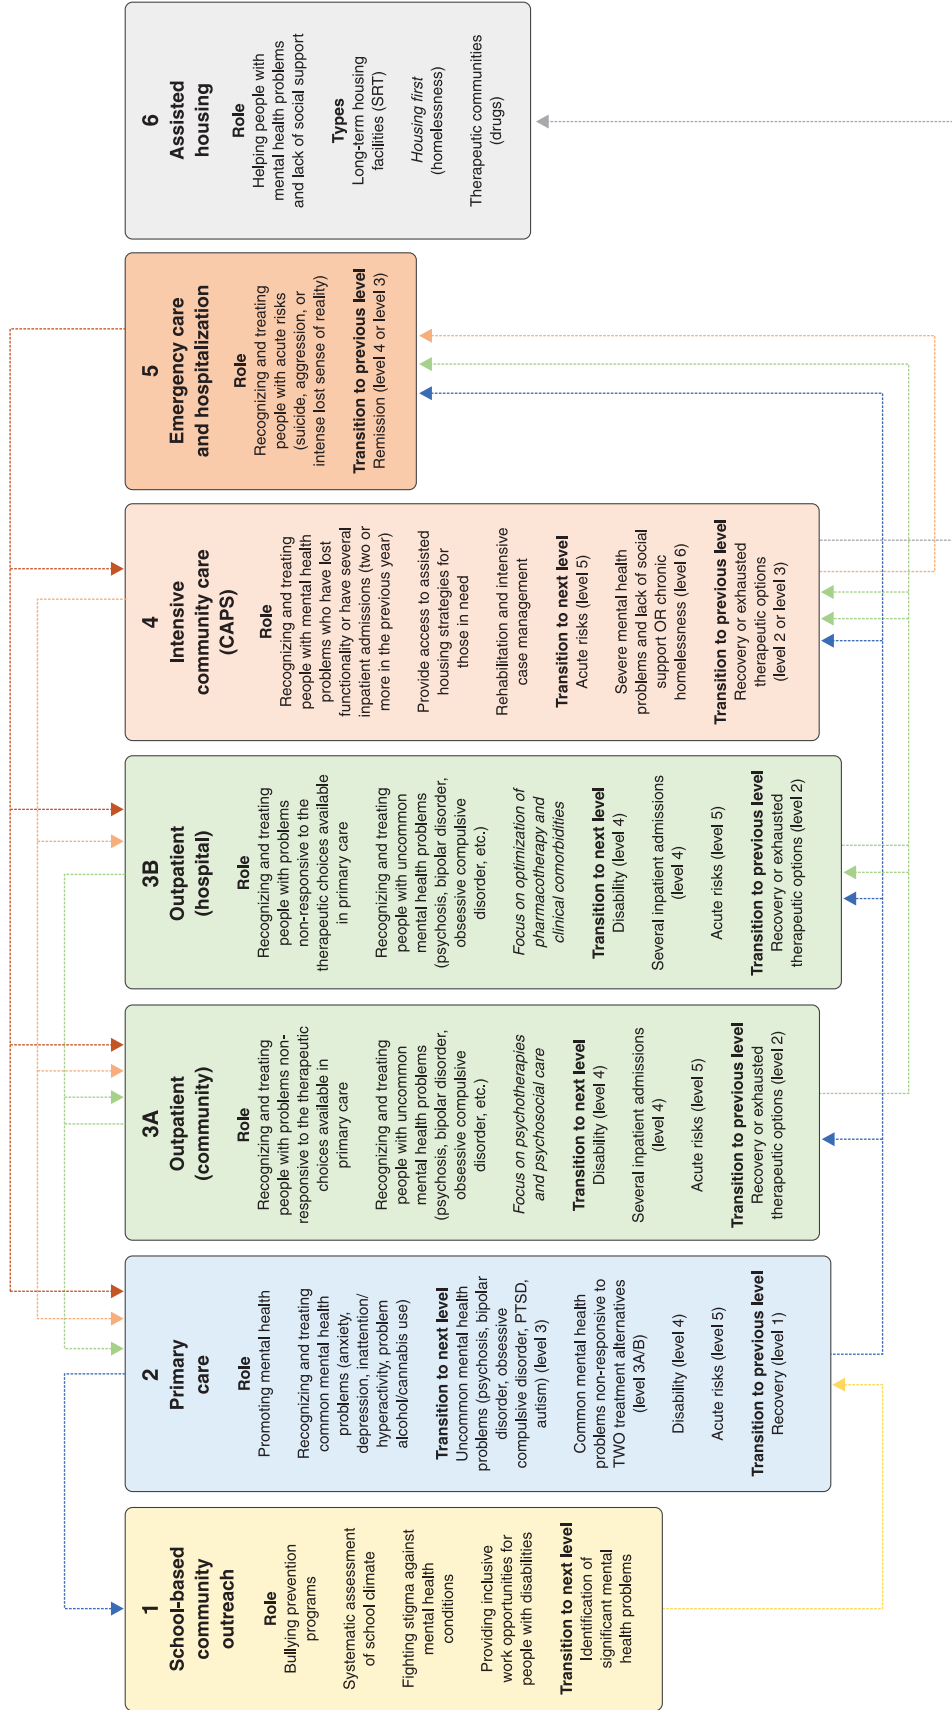 1
School-based
community
outreach
Role
Bullying prevention
programs
Systematic assessment
of school climate
Fighting stigma against
mental health
conditions
Providing inclusive
work opportunities for
people with disabilities
Transition to next level
Identification of
significant mental
health problems
2
Primary
care
Role
Promoting mental health
Recognizing and treating
common mental health
problems (anxiety,
depression, inattention/
hyperactivity, problem
alcohol/cannabis use)
Transition to next level
Uncommon mental health
problems (psychosis, bipolar
disorder, obsessive
compulsive disorder, PTSD,
autism) (level 3)
Common mental health
problems non-responsive to
TWO treatment alternatives
(level 3A/B)
Disability (level 4)
Acute risks (level 5)
Transition to previous level
Recovery (level 1)
3A
Outpatient
(community)
Role
Recognizing and treating
people with problems non-
responsive to the therapeutic
choices available in
primary care
Recognizing and treating
people with uncommon
mental health problems
(psychosis, bipolar disorder,
obsessive compulsive
disorder, etc.)
Focus on psychotherapies
and psychosocial care
Transition to next level
Disability (level 4)
Several inpatient admissions
(level 4)
Acute risks (level 5)
Transition to previous level
Recovery or exhausted
therapeutic options (level 2)
3B
Outpatient
(hospital)
Role
Recognizing and treating
people with problems
non-responsive to the
therapeutic choices available
in primary care
Recognizing and treating
people with uncommon
mental health problems
(psychosis, bipolar disorder,
obsessive compulsive
disorder, etc.)
Focus on optimization of
pharmacotherapy and
clinical comorbidities
Transition to next level
Disability (level 4)
Several inpatient admissions
(level 4)
Acute risks (level 5)
Transition to previous level
Recovery or exhausted
therapeutic options (level 2)
4
Intensive
community care
(CAPS)
Role
Recognizing and treating
people with mental health
problems who have lost
functionality or have several
inpatient admissions (two or
more in the previous year)
Provide access to assisted
housing strategies for
those in need
Rehabilitation and intensive
case management
Transition to next level
Acute risks (level 5)
Severe mental health
problems and lack of social
support OR chronic
homelessness (level 6)
Transition to previous level
Recovery or exhausted
therapeutic options
(level 2 or level 3)
5
Emergency care
and hospitalization
Role
Recognizing and treating
people with acute risks
(suicide, aggression, or
intense lost sense of reality)
Transition to previous level
Remission (level 4 or level 3)
6
Assisted
housing
Role
Helping people with
mental health problems
and lack of social support
Types
Long-term housing
facilities (SRT)
Housing first
(homelessness)
Therapeutic communities
(drugs)